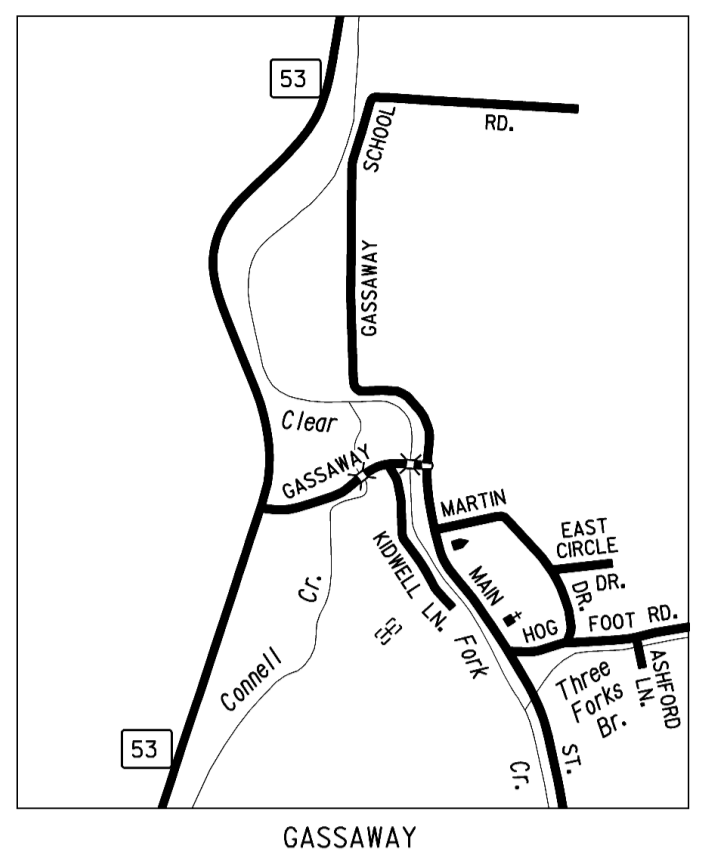 53
SCHOOL
RD.
GASSAWAY
Clear
GASSAWAY
MARTIN
EAST
CIRCLE
DR.
DR.
KIDWELL LN.
MAIN
HOG
FOOT RD.
Cr.
Fork
Connell
Three
Forks
Br.
ASHFORD
LN.
53
Cr.
ST.
GASSAWAY